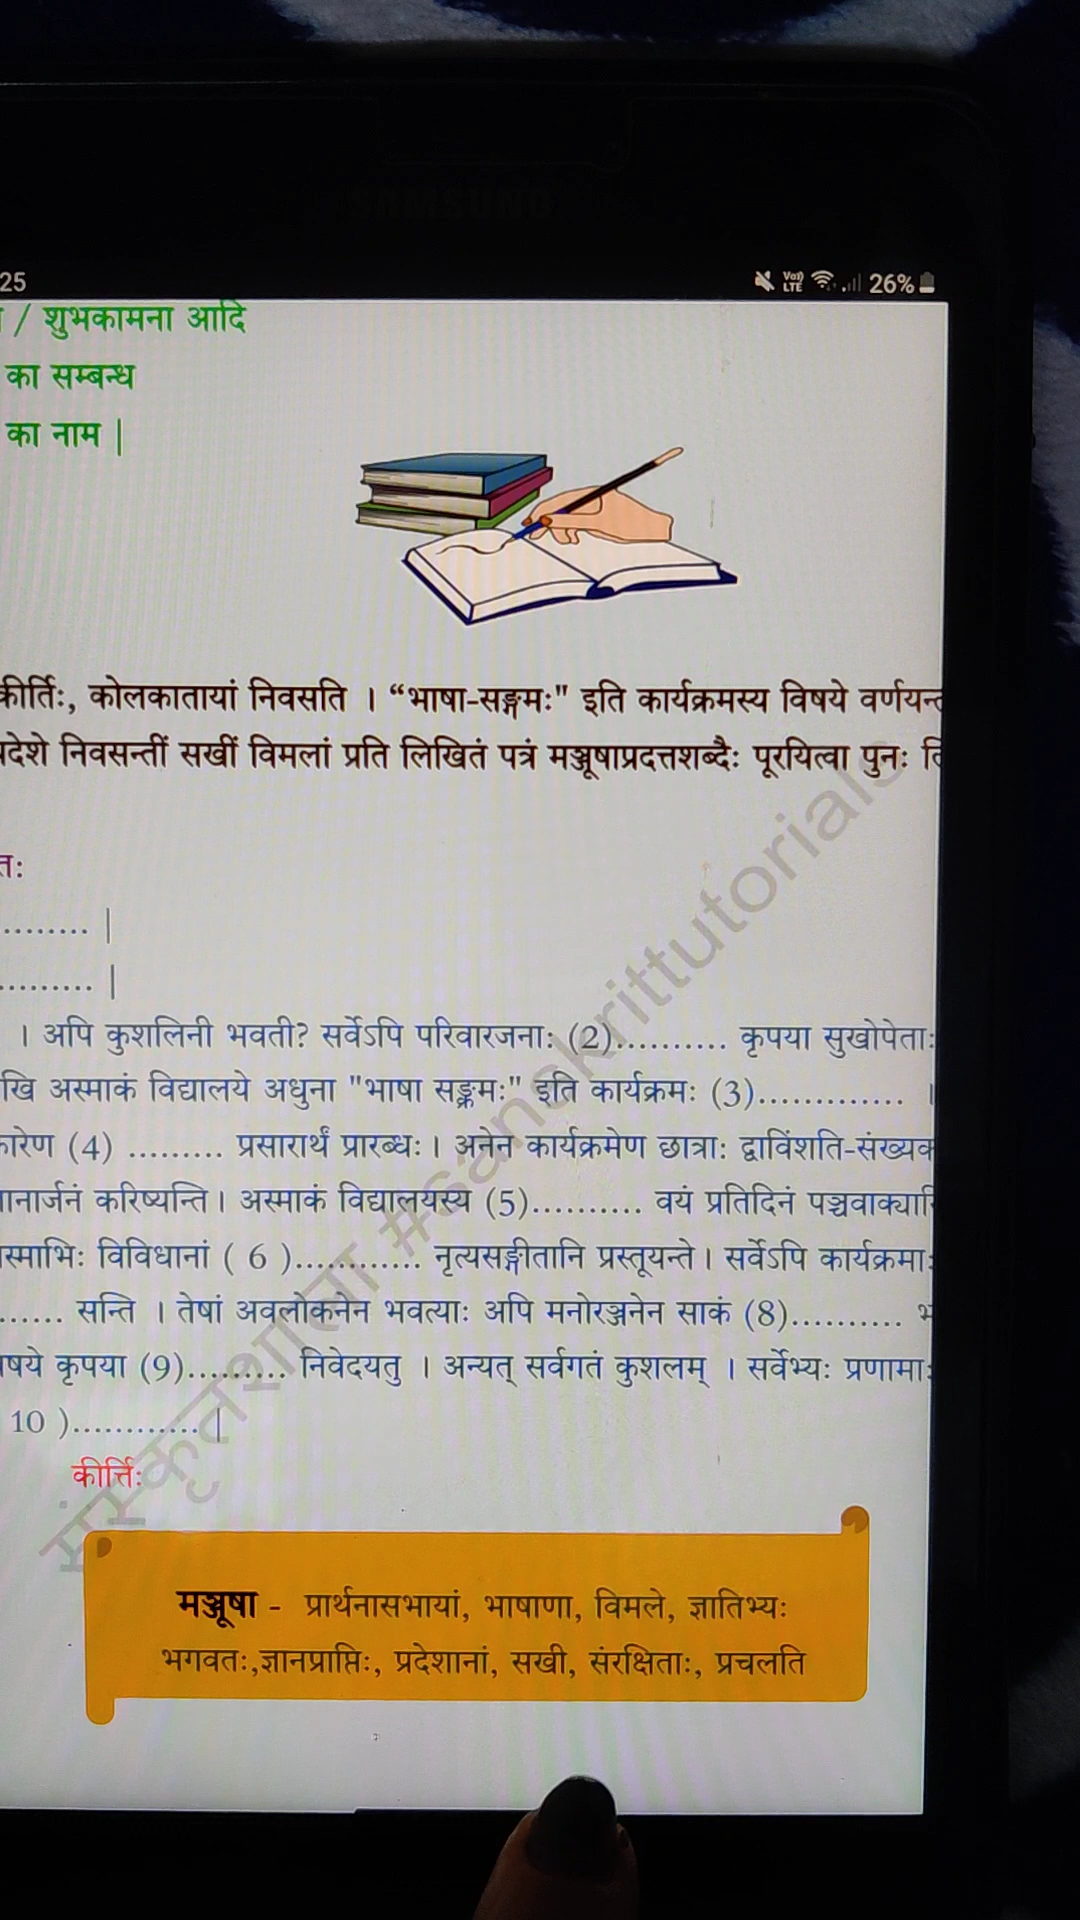 SAMSUNG
25 Vo) LTE 26%
/ शुभकामना आदि
का सम्बन्ध
का नाम |
कीर्तिः, कोलकातायां निवसति । “भाषा-सङ्गमः" इति कार्यक्रमस्य विषये
निवसन्तीं सखीं विमलां प्रति लिखितं पत्रं मञ्जूषाप्रदत्तशब्दैः पूरयित्वा पुनः
तः
........ |
......... |
। अपि कुशलिनी भवती? सर्वेऽपि परिवारजनाः (2).......... कृपया सुखोपेताः
खि अस्माकं विद्यालये अधुना "भाषा सङ्गमः" इति कार्यक्रमः (3)............. ।
(4) ......... प्रसारार्थं प्रारब्धः । अनेन कार्यक्रमेण छात्राः द्वाविंशति-संख्यक
करिष्यन्ति । अस्माकं विद्यालयस्य (5).......... वयं प्रतिदिनं
विविधानां ( 6 )............ नृत्यसङ्गीतानि प्रस्तूयन्ते । सर्वेऽपि कार्यक्रमाः
...... सन्ति । तेषां अवलोकनेन भवत्याः अपि मनोरञ्जनेन साकं (8)..........
षये कृपया (9)......... निवेदयतु । अन्यत् सर्वगतं कुशलम् । सर्वेभ्यः प्रणामाः
10 )............ |
कीर्त्तिः
मञ्जूषा - प्रार्थनासभायां, भाषाणा, विमले, ज्ञातिभ्यः
भगवतः,ज्ञानप्राप्तिः, प्रदेशानां, सखी, संरक्षिताः, प्रचलति
संस्कृतशाला #sanskrittutorials